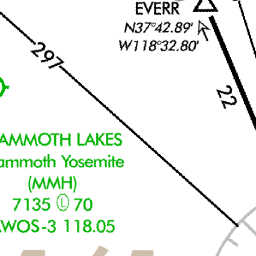 EVERR
N37°42.89'
W118°32.80'
297
22
AMMOTH LAKES
ammoth Yosemite
(MMH)
7135 Ⓛ 70
WOS-3 118.05